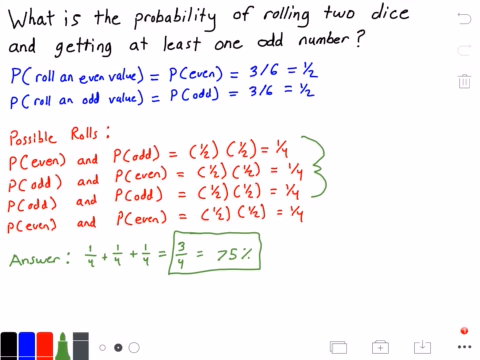 What is the probability of rolling two dice
and getting at least one odd number?
P(roll an even value) = P(even) = 3/6 = 1/2
P(roll an odd value) = P(odd) = 3/6 = 1/2
Possible Rolls:
P(even) and P(odd) = (1/2) (1/2) = 1/4
P(odd) and P(even) = (1/2) (1/2) = 1/4
P(odd) and P(odd) = (1/2) (1/2) = 1/4
P(even) and P(even) = (1/2) (1/2) = 1/4
Answer: 1/4 + 1/4 + 1/4 = 3/4 = 75%